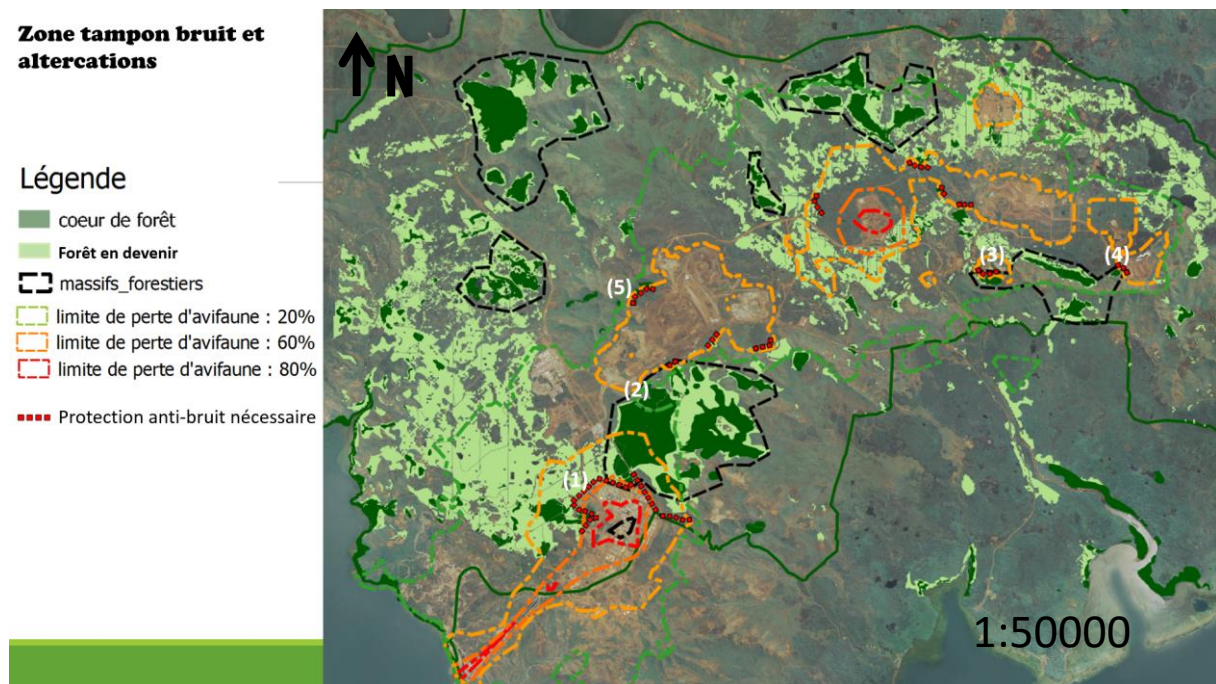 Zone tampon bruit et
altercations
Légende
coeur de forêt
Forêt en devenir
massifs_forestiers
limite de perte d'avifaune : 20%
limite de perte d'avifaune : 60%
limite de perte d'avifaune : 80%
Protection anti-bruit nécessaire
N
(3)
(4)
(5)
(2)
(1)
1:50000